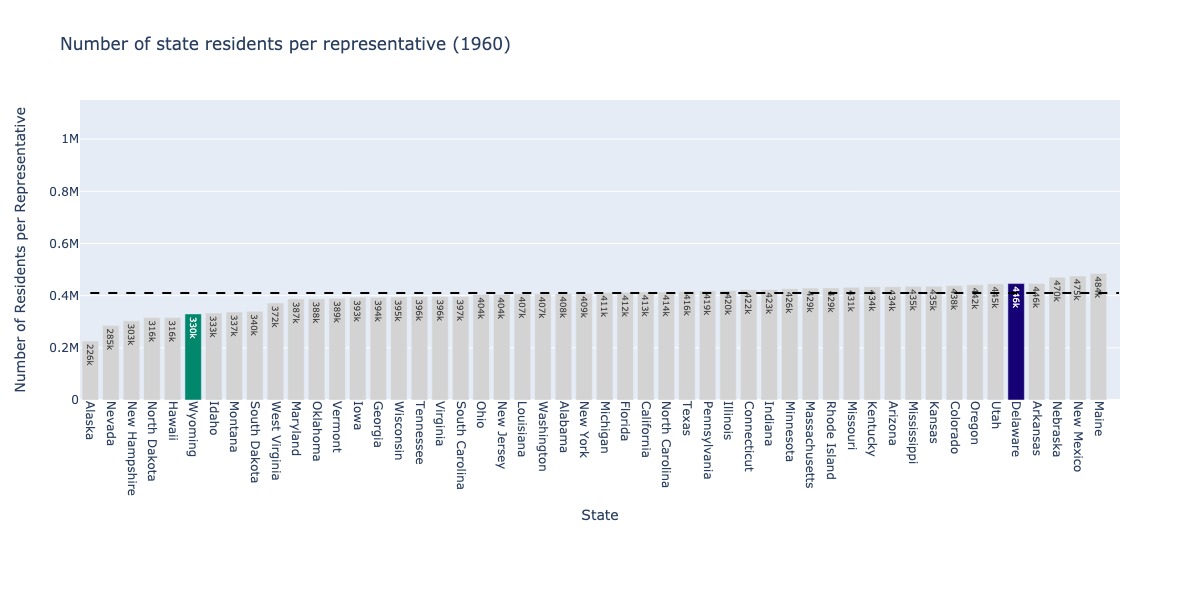 Number of state residents per representative (1960)
Number of Residents per Representative
1M
0.8M
0.6M
0.4M
0.2M
0
226k
285k
303k
316k
316k
330k
333k
337k
340k
372k
387k
388k
389k
393k
394k
395k
396k
396k
397k
404k
404k
407k
407k
408k
409k
411k
412k
413k
414k
416k
419k
420k
422k
423k
426k
429k
429k
431k
434k
434k
435k
435k
438k
442k
445k
446k
446k
470k
475k
484k
Alaska
Nevada
New Hampshire
North Dakota
Hawaii
Wyoming
Idaho
Montana
South Dakota
West Virginia
Maryland
Oklahoma
Vermont
Iowa
Georgia
Wisconsin
Tennessee
Virginia
South Carolina
Ohio
New Jersey
Louisiana
Washington
Alabama
New York
Michigan
Florida
California
North Carolina
Texas
Pennsylvania
Illinois
Connecticut
Indiana
Minnesota
Massachusetts
Rhode Island
Missouri
Kentucky
Arizona
Mississippi
Kansas
Colorado
Oregon
Utah
Delaware
Arkansas
Nebraska
New Mexico
Maine
State